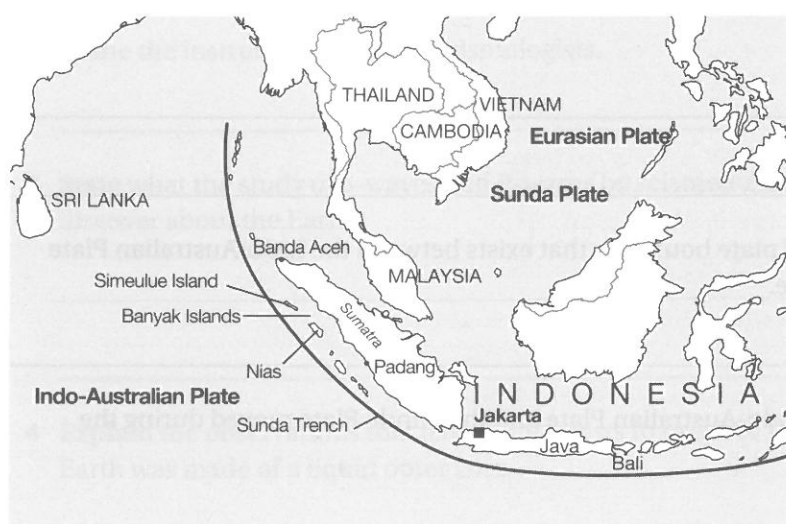 THAILAND
VIETNAM
CAMBODIA
Eurasian Plate
SRI LANKA
Sunda Plate
Banda Aceh
MALAYSIA
Simeulue Island
Banyak Islands
Sumatra
Nias
Padang
Indo-Australian Plate
INDONESIA
Sunda Trench
Jakarta
Java
Bali